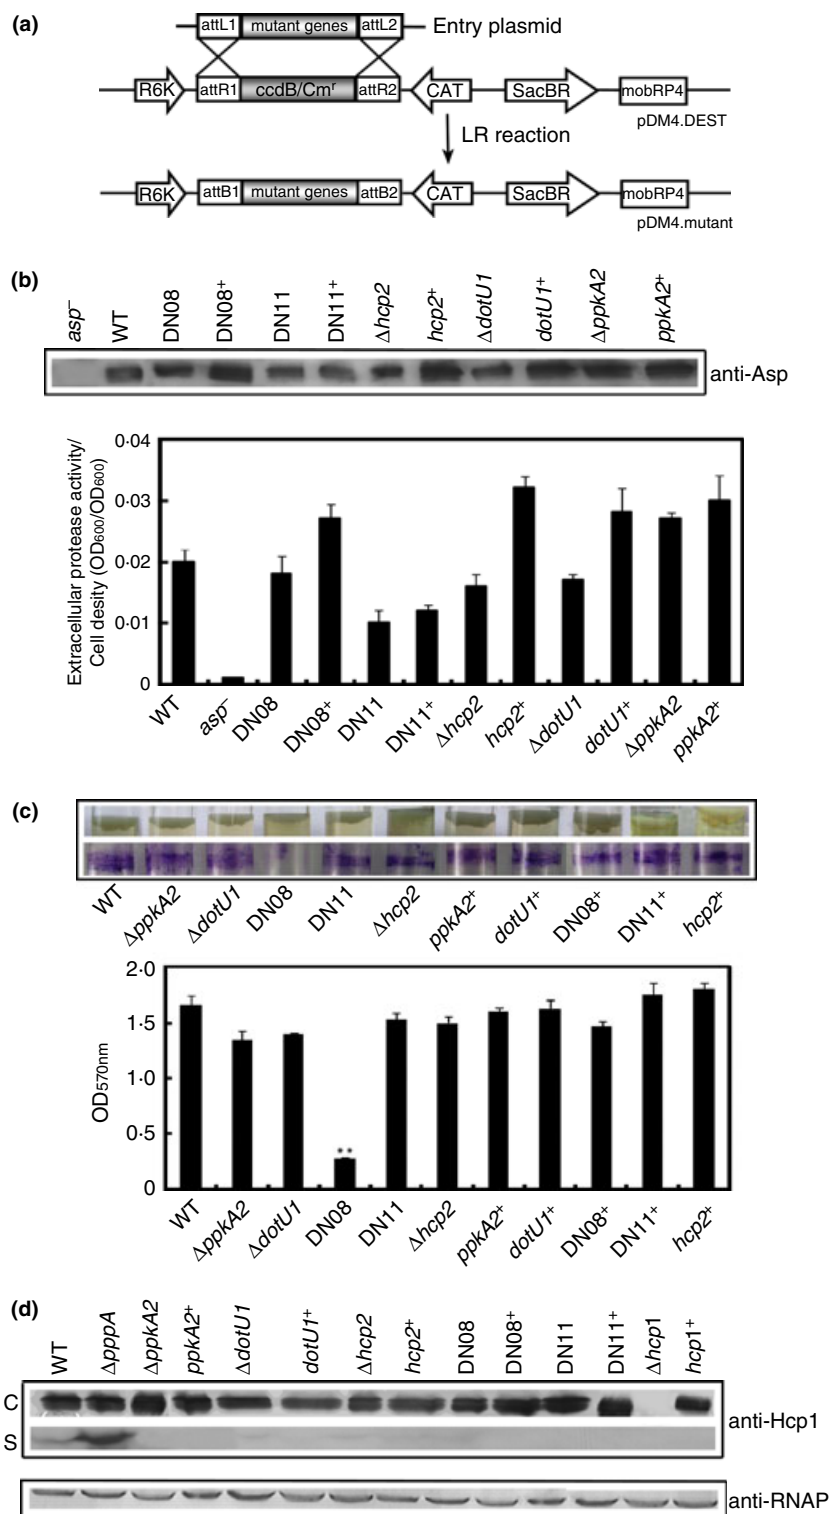 (a)
attL1 mutant genes attL2 Entry plasmid
R6K attR1 ccdB/Cmʳ attR2 CAT SacBR mobRP4
pDM4.DEST
LR reaction
R6K attB1 mutant genes attB2 CAT SacBR mobRP4
pDM4.mutant
(b)
asp⁻ WT DN08 DN08⁺ DN11 DN11⁺ Δhcp2 hcp2⁺ ΔdotU1 dotU1⁺ ΔppkA2 ppkA2⁺
anti-Asp
Extracellular protease activity/
Cell desity (OD₆₀₀/OD₆₀₀)
0·04
0·03
0·02
0·01
0
WT asp⁻ DN08 DN08⁺ DN11 DN11⁺ Δhcp2 hcp2⁺ ΔdotU1 dotU1⁺ ΔppkA2 ppkA2⁺
(c)
WT ΔppkA2 ΔdotU1 DN08 DN11 Δhcp2 ppkA2⁺ dotU1⁺ DN08⁺ DN11⁺ hcp2⁺
OD570nm
2·0
1·5
1·0
0·5
0
**
WT ΔppkA2 ΔdotU1 DN08 DN11 Δhcp2 ppkA2⁺ dotU1⁺ DN08⁺ DN11⁺ hcp2⁺
(d)
WT ΔpppA ΔppkA2 ppkA2⁺ ΔdotU1 dotU1⁺ Δhcp2 hcp2⁺ DN08 DN08⁺ DN11 DN11⁺ Δhcp1 hcp1⁺
C
S
anti-Hcp1
anti-RNAP